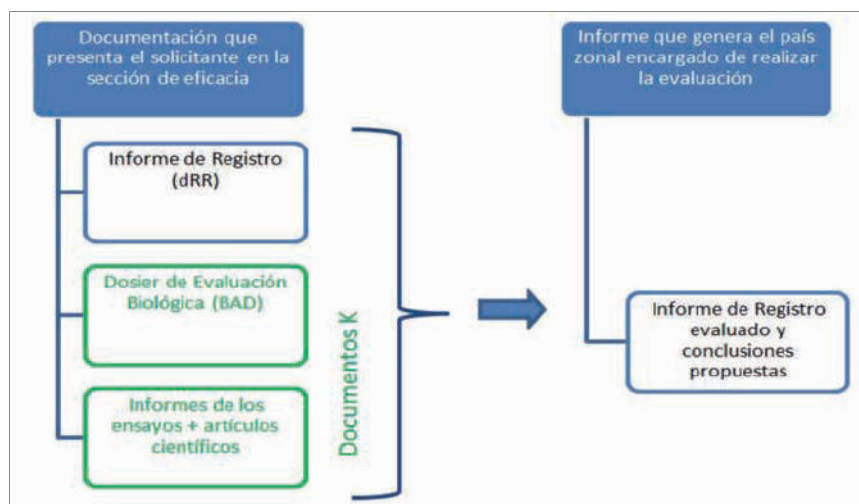 Documentación que
presenta el solicitante en la
sección de eficacia
Informe de Registro
(dRR)
Dosier de Evaluación
Biológica (BAD)
Informes de los
ensayos + artículos
científicos
Documentos K
Informe que genera el país
zonal encargado de realizar
la evaluación
Informe de Registro
evaluado y
conclusiones
propuestas